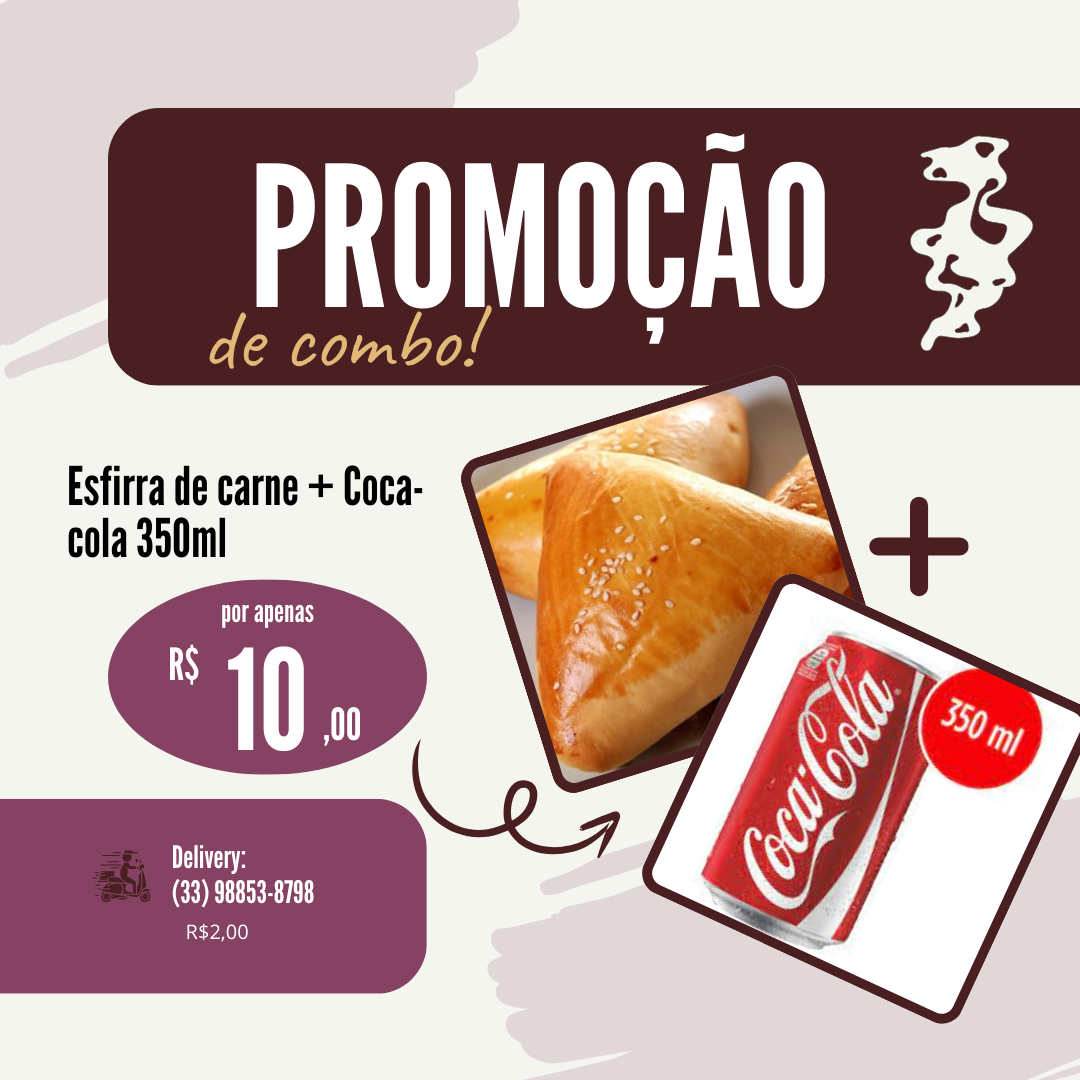 PROMOÇÃO
de combo!
Esfirra de carne + Coca-
cola 350ml
por apenas
R$ 10 ,00
Delivery:
(33) 98853-8798
R$2,00
Coca-Cola
350 ml